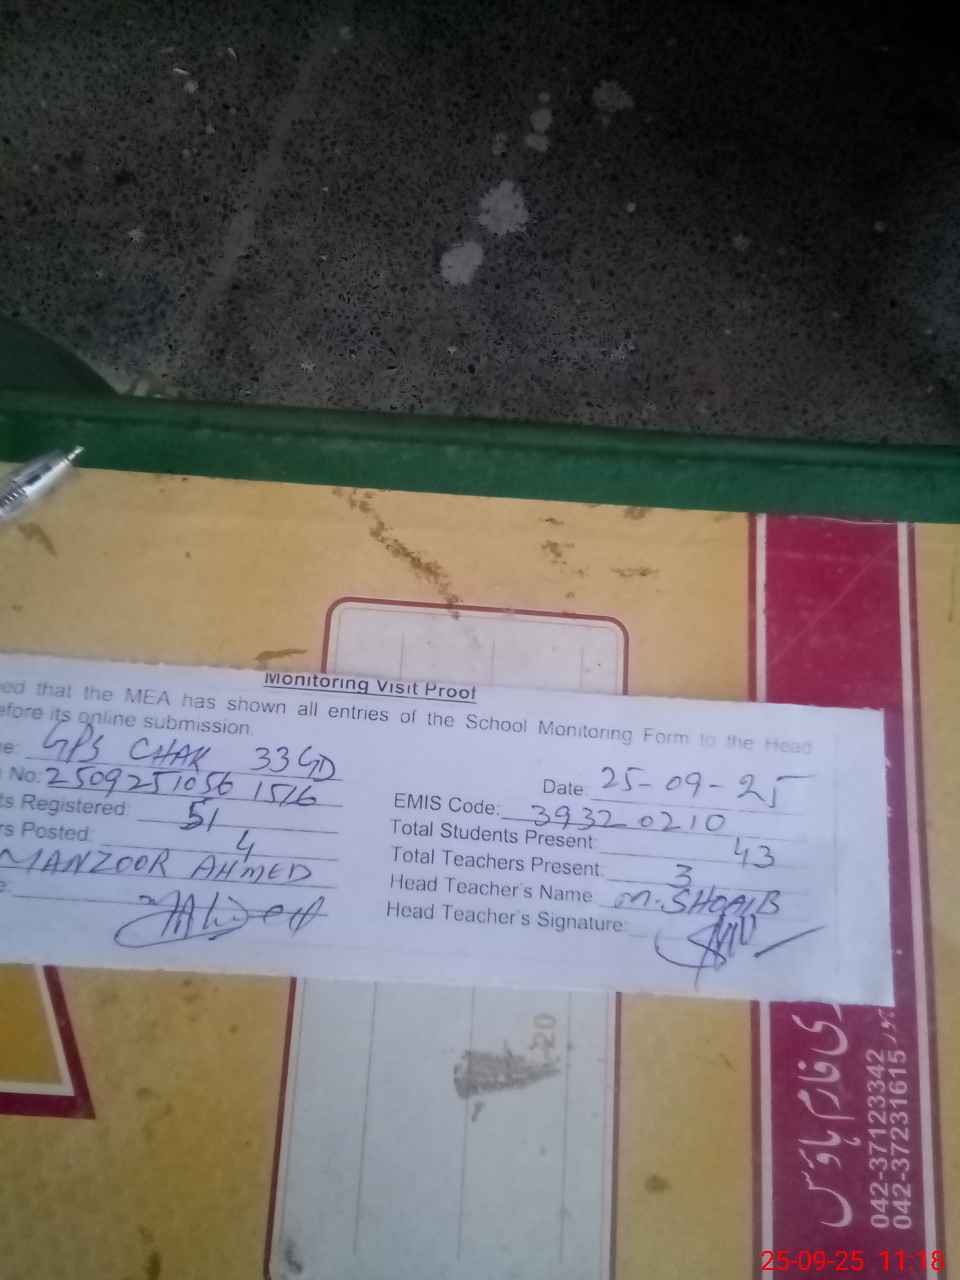 Monitoring Visit Proof
ed that the MEA has shown all entries of the School Monitoring Form to the Head
efore its online submission.
e: GPS CHAK 33GD
Date: 25-09-25
No: 2509251056 1516
EMIS Code: 39320210
ts Registered: 51
Total Students Present: 43
rs Posted: 4
Total Teachers Present: 3
MANZOOR AHMED
Head Teacher's Name M. SHOAIB
e:
Head Teacher's Signature:
ری فارم ہاؤس
042-37123342
042-37231615
25-09-25 11:18